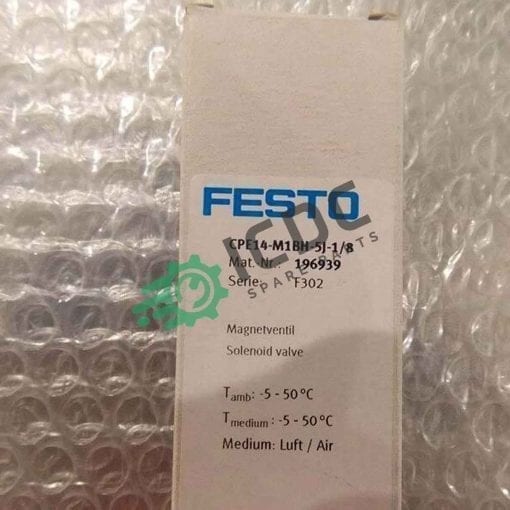 FESTO
CPE14-M1BH-5J-1/8
Mat. Nr.: 196939
Serie: F302
Magnetventil
Solenoid valve
Tamb: -5 - 50 °C
Tmedium: -5 - 50 °C
Medium: Luft / Air
ICDC
SPARE PARTS